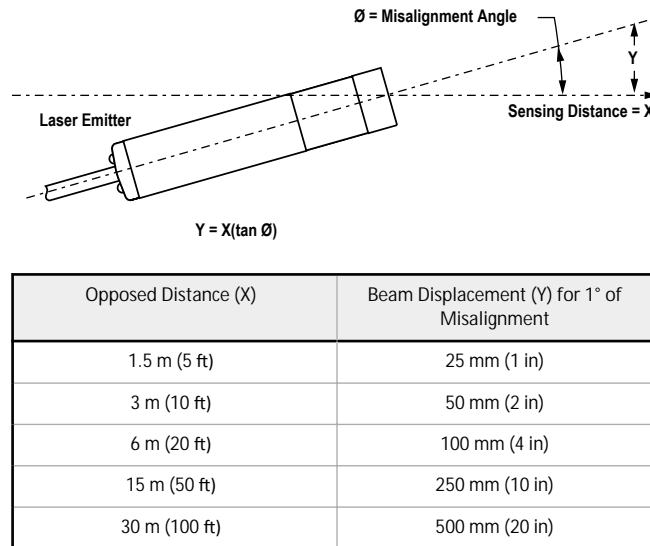 Ø = Misalignment Angle
Y
Laser Emitter
Sensing Distance = X
Y = X(tan Ø)
Opposed Distance (X)
Beam Displacement (Y) for 1° of
Misalignment
1.5 m (5 ft)
25 mm (1 in)
3 m (10 ft)
50 mm (2 in)
6 m (20 ft)
100 mm (4 in)
15 m (50 ft)
250 mm (10 in)
30 m (100 ft)
500 mm (20 in)